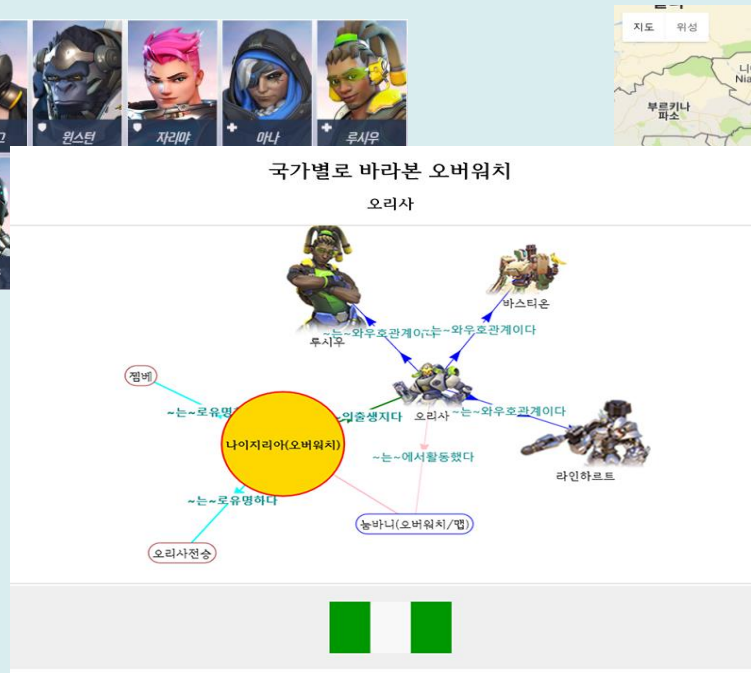 윈스턴
자리야
아나
루시우
지도
위성
부르키나
파소
국가별로 바라본 오버워치
오리사
바스티온
루시우
~는~와우호관계이다
~는~와우호관계이다
젬베
~는~로유명
나이지리아(오버워치)
~의출생지다
오리사
~는~와우호관계이다
~는~에서활동했다
라인하르트
~는~로유명하다
눔바니(오버워치/맵)
오리사전승